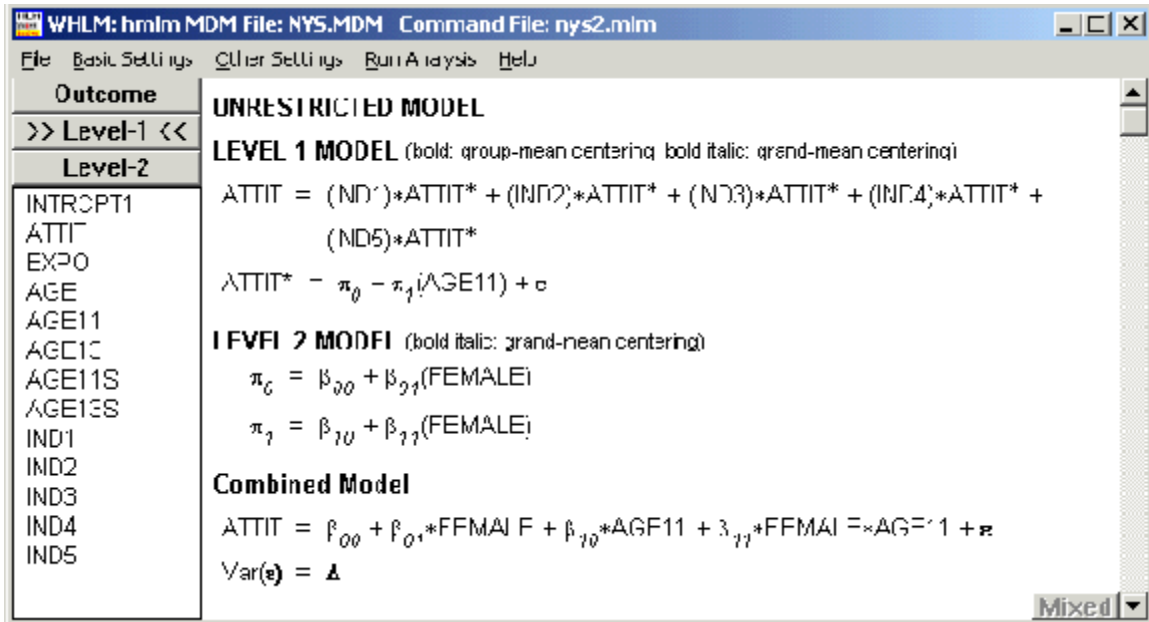 WHLM: hmlm MDM File: NYS.MDM Command File: nys2.mlm
File Basic Settings Other Settings Run Analysis Help
Outcome
>> Level-1 <<
Level-2
INTRCPT1
ATTIT
EXPO
AGE
AGE11
AGE13
AGE11S
AGE13S
IND1
IND2
IND3
IND4
IND5
UNRESTRICTED MODEL
LEVEL 1 MODEL (bold: group-mean centering; bold italic: grand-mean centering)
ATTIT = (IND1)*ATTIT* + (IND2)*ATTIT* + (IND3)*ATTIT* + (IND4)*ATTIT* +
(IND5)*ATTIT*
ATTIT* = π0 + π1(AGE11) + e
LEVEL 2 MODEL (bold italic: grand-mean centering)
π0 = β00 + β01(FEMALE)
π1 = β10 + β11(FEMALE)
Combined Model
ATTIT = β00 + β01*FEMALE + β10*AGE11 + β11*FEMALE*AGE11 + ε
Var(ε) = Δ
Mixed